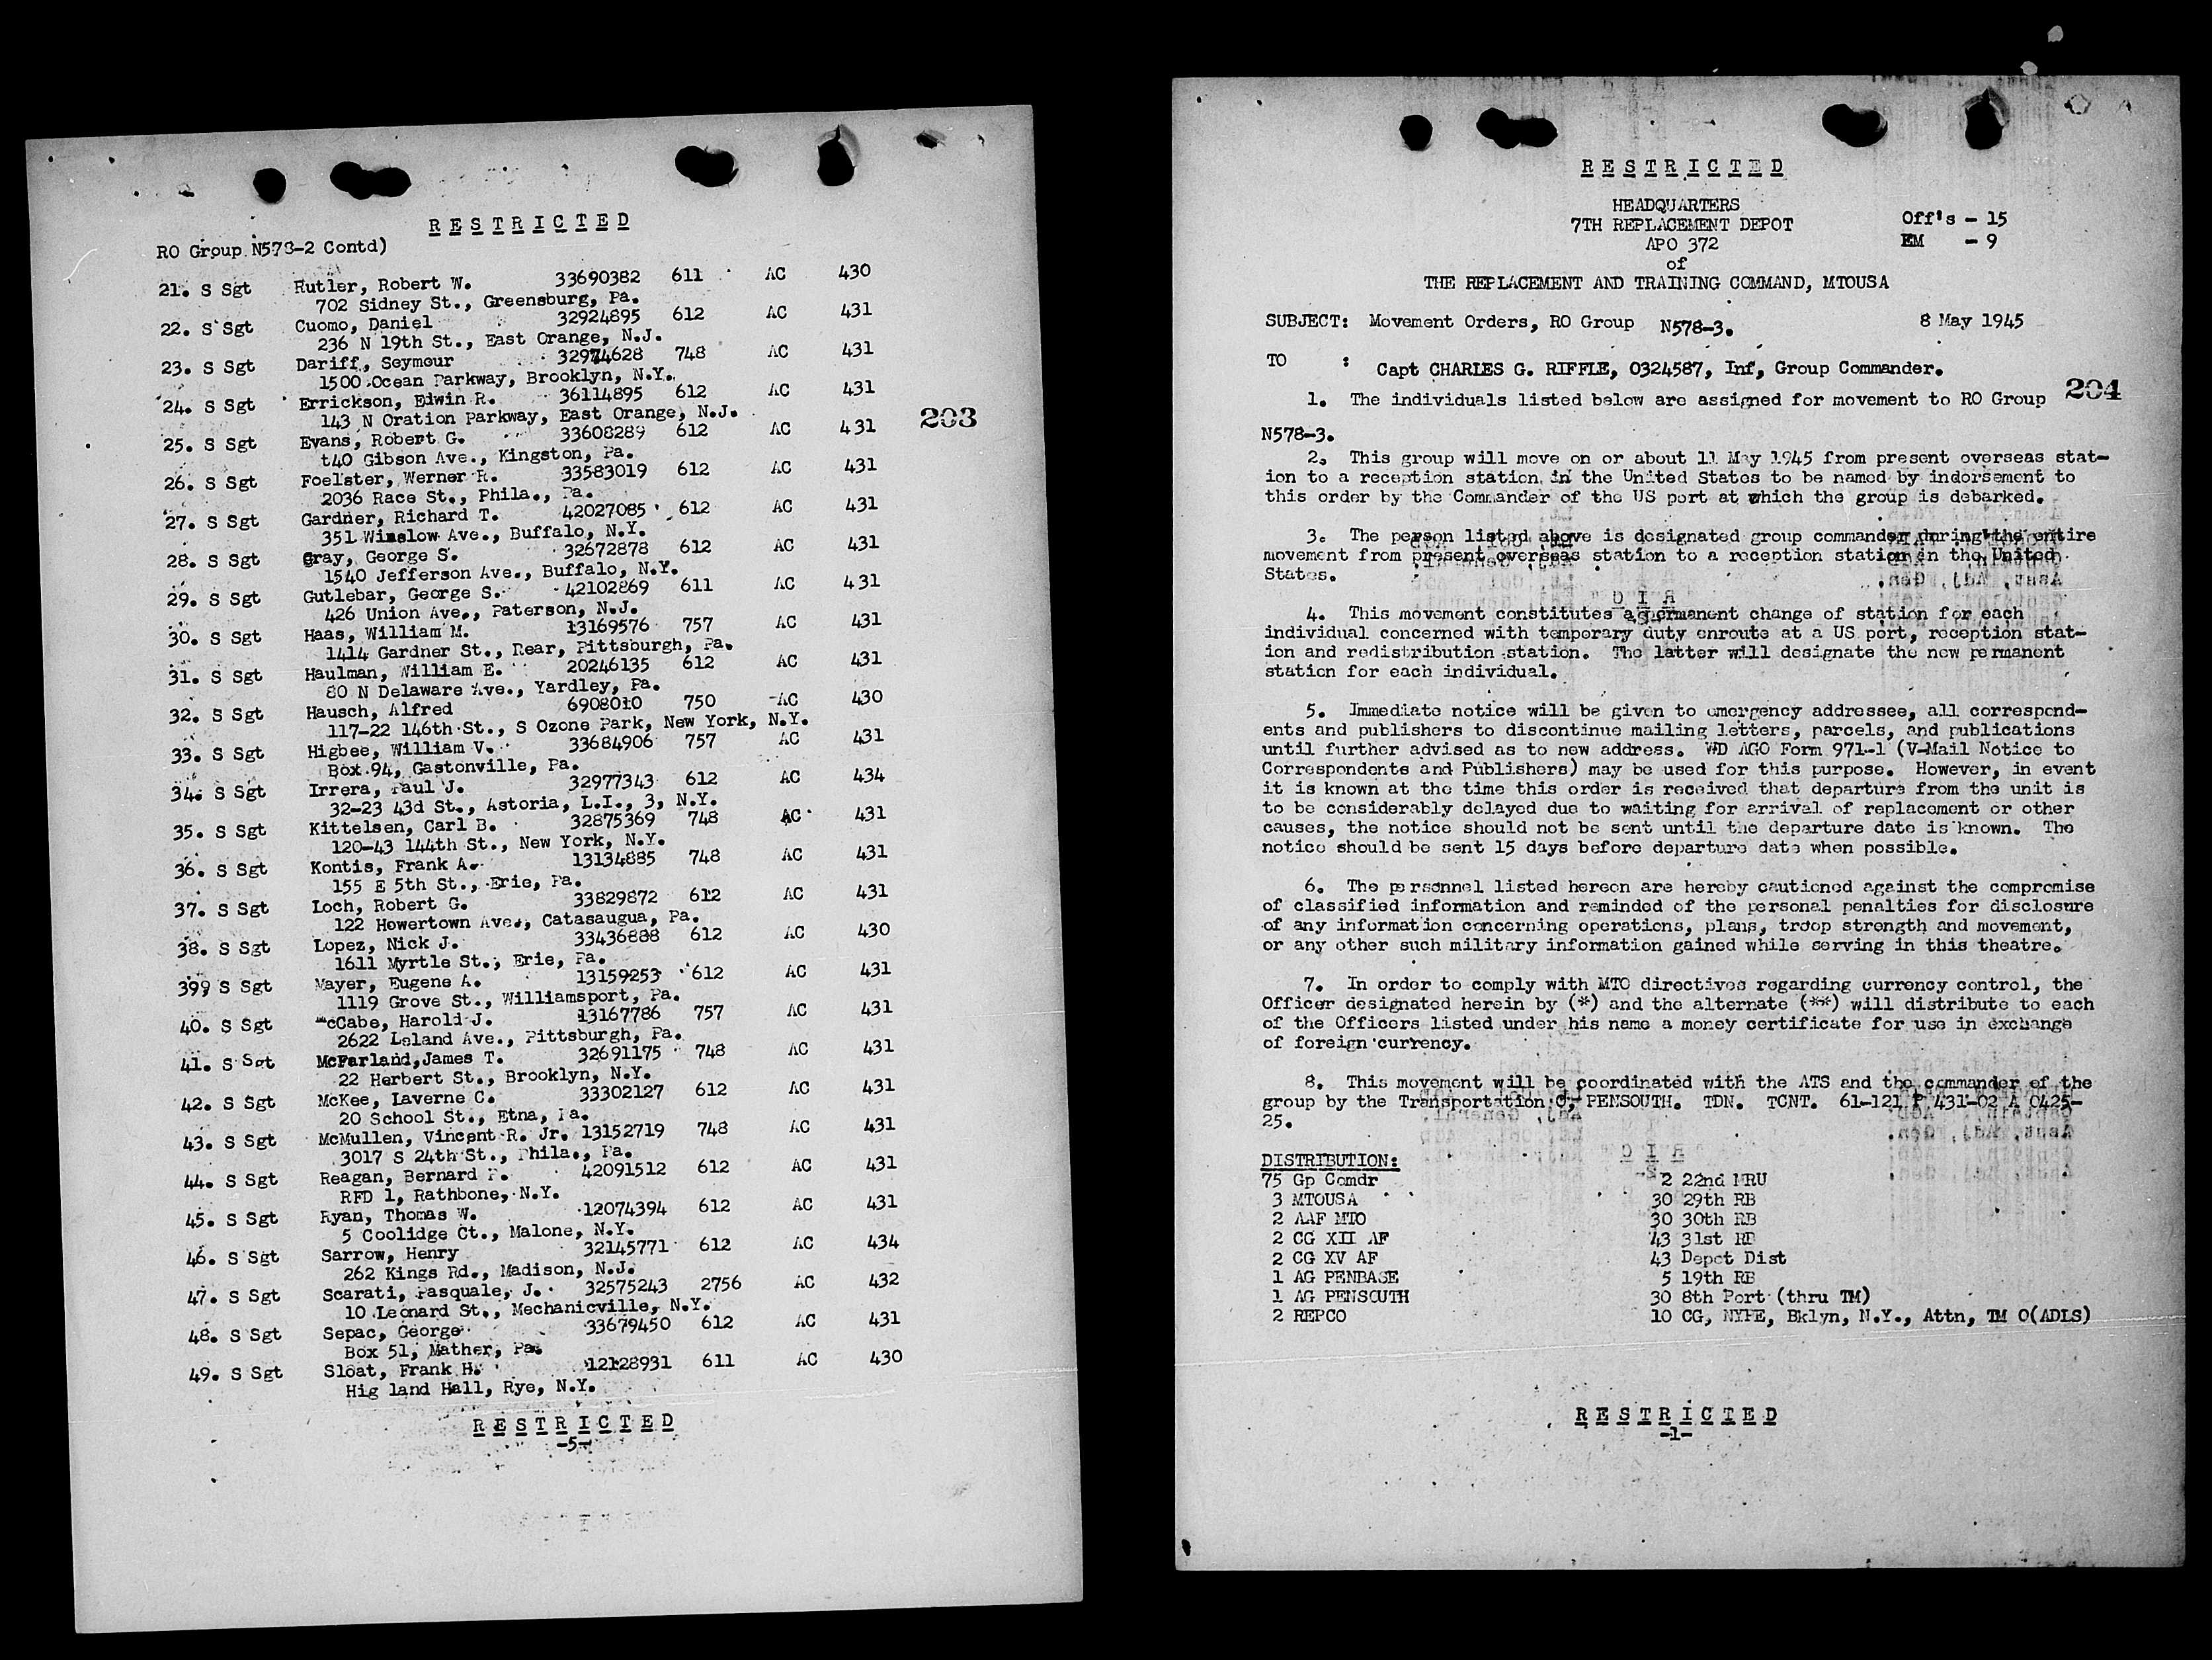 R E S T R I C T E D
RO Group N578-2 Contd)
21. S Sgt Rutler, Robert W. 33690382 611 AC 430
702 Sidney St., Greensburg, Pa.
22. S Sgt Cuomo, Daniel 32924895 612 AC 431
236 N 19th St., East Orange, N.J.
23. S Sgt Dariff, Seymour 32974628 748 AC 431
1500 Ocean Parkway, Brooklyn, N.Y.
24. S Sgt Errickson, Edwin R. 36114895 612 AC 431
143 N Oration Parkway, East Orange, N.J.
203
25. S Sgt Evans, Robert G. 33608289 612 AC 431
t40 Gibson Ave., Kingston, Pa.
26. S Sgt Foelster, Werner R. 33583019 612 AC 431
2036 Race St., Phila., Pa.
27. S Sgt Gardner, Richard T. 42027085 612 AC 431
351 Winslow Ave., Buffalo, N.Y.
28. S Sgt Gray, George S. 32672878 612 AC 431
1540 Jefferson Ave., Buffalo, N.Y.
29. S Sgt Gutlebar, George S. 42102869 611 AC 431
426 Union Ave., Paterson, N.J.
30. S Sgt Haas, William M. 13169576 757 AC 431
1414 Gardner St., Rear, Pittsburgh, Pa.
31. S Sgt Haulman, William E. 20246135 612 AC 431
80 N Delaware Ave., Yardley, Pa.
32. S Sgt Hausch, Alfred 6908010 750 AC 430
117-22 146th St., S Ozone Park, New York, N.Y.
33. S Sgt Higbee, William V. 33684906 757 AC 431
Box 94, Gastonville, Pa.
34. S Sgt Irrera, Paul J. 32977343 612 AC 434
32-23 43d St., Astoria, L.I., 3, N.Y.
35. S Sgt Kittelsen, Carl B. 32875369 748 AC 431
120-43 144th St., New York, N.Y.
36. S Sgt Kontis, Frank A. 13134885 748 AC 431
155 E 5th St., Erie, Pa.
37. S Sgt Loch, Robert G. 33829872 612 AC 431
122 Howertown Ave., Catasaugua, Pa.
38. S Sgt Lopez, Nick J. 33436888 612 AC 430
1611 Myrtle St., Erie, Pa.
399 S Sgt Mayer, Eugene A. 13159253 612 AC 431
1119 Grove St., Williamsport, Pa.
40. S Sgt McCabe, Harold J. 13167786 757 AC 431
2622 Leland Ave., Pittsburgh, Pa.
41. S Sgt McFarland,James T. 32691175 748 AC 431
22 Herbert St., Brooklyn, N.Y.
42. S Sgt McKee, Laverne C. 33302127 612 AC 431
20 School St., Etna, Pa.
43. S Sgt McMullen, Vincent R. Jr. 13152719 748 AC 431
3017 S 24th St., Phila., Pa.
44. S Sgt Reagan, Bernard P. 42091512 612 AC 431
RFD 1, Rathbone, N.Y.
45. S Sgt Ryan, Thomas W. 12074394 612 AC 431
5 Coolidge Ct., Malone, N.Y.
46. S Sgt Sarrow, Henry 32145771 612 AC 434
262 Kings Rd., Madison, N.J.
47. S Sgt Scarati, Pasquale, J. 32575243 2756 AC 432
10 Leonard St., Mechanicville, N.Y.
48. S Sgt Sepac, George 33679450 612 AC 431
Box 51, Mather, Pa.
49. S Sgt Sloat, Frank H. 12128931 611 AC 430
Hig land Hall, Rye, N.Y.
R E S T R I C T E D
-5-
R E S T R I C T E D
HEADQUARTERS
7TH REPLACEMENT DEPOT Off's - 15
APO 372 EM - 9
of
THE REPLACEMENT AND TRAINING COMMAND, MTOUSA
SUBJECT: Movement Orders, RO Group N578-3. 8 May 1945
TO : Capt CHARLES G. RIFFLE, O324587, Inf, Group Commander.
204
1. The individuals listed below are assigned for movement to RO Group
N578-3.
2. This group will move on or about 11 May 1945 from present overseas stat-
ion to a reception station in the United States to be named by indorsement to
this order by the Commander of the US port at which the group is debarked.
3. The person listed above is designated group commander during the entire
movement from present overseas station to a reception station in the United
States.
4. This movement constitutes a permanent change of station for each
individual concerned with temporary duty enroute at a US port, reception stat-
ion and redistribution station. The latter will designate the new permanent
station for each individual.
5. Immediate notice will be given to emergency addressee, all correspond-
ents and publishers to discontinue mailing letters, parcels, and publications
until further advised as to new address. WD AGO Form 971-1 (V-Mail Notice to
Correspondents and Publishers) may be used for this purpose. However, in event
it is known at the time this order is received that departure from the unit is
to be considerably delayed due to waiting for arrival of replacement or other
causes, the notice should not be sent until the departure date is known. The
notice should be sent 15 days before departure date when possible.
6. The personnel listed hereon are hereby cautioned against the compromise
of classified information and reminded of the personal penalties for disclosure
of any information concerning operations, plans, troop strength and movement,
or any other such military information gained while serving in this theatre.
7. In order to comply with MTO directives regarding currency control, the
Officer designated herein by (*) and the alternate (**) will distribute to each
of the Officers listed under his name a money certificate for use in exchange
of foreign currency.
8. This movement will be coordinated with the ATS and the commander of the
group by the Transportation O, PENSOUTH. TDN. TCNT. 61-121 P 431-02 A 0425-
25.
DISTRIBUTION:
75 Gp Comdr 2 22nd MRU
3 MTOUSA 30 29th RB
2 AAF MTO 30 30th RB
2 CG XII AF 43 31st RB
2 CG XV AF 43 Depot Dist
1 AG PENBASE 5 19th RB
1 AG PENSOUTH 30 8th Port (thru TM)
2 REPCO 10 CG, NYPE, Bklyn, N.Y., Attn, TM O(ADLS)
R E S T R I C T E D
-1-